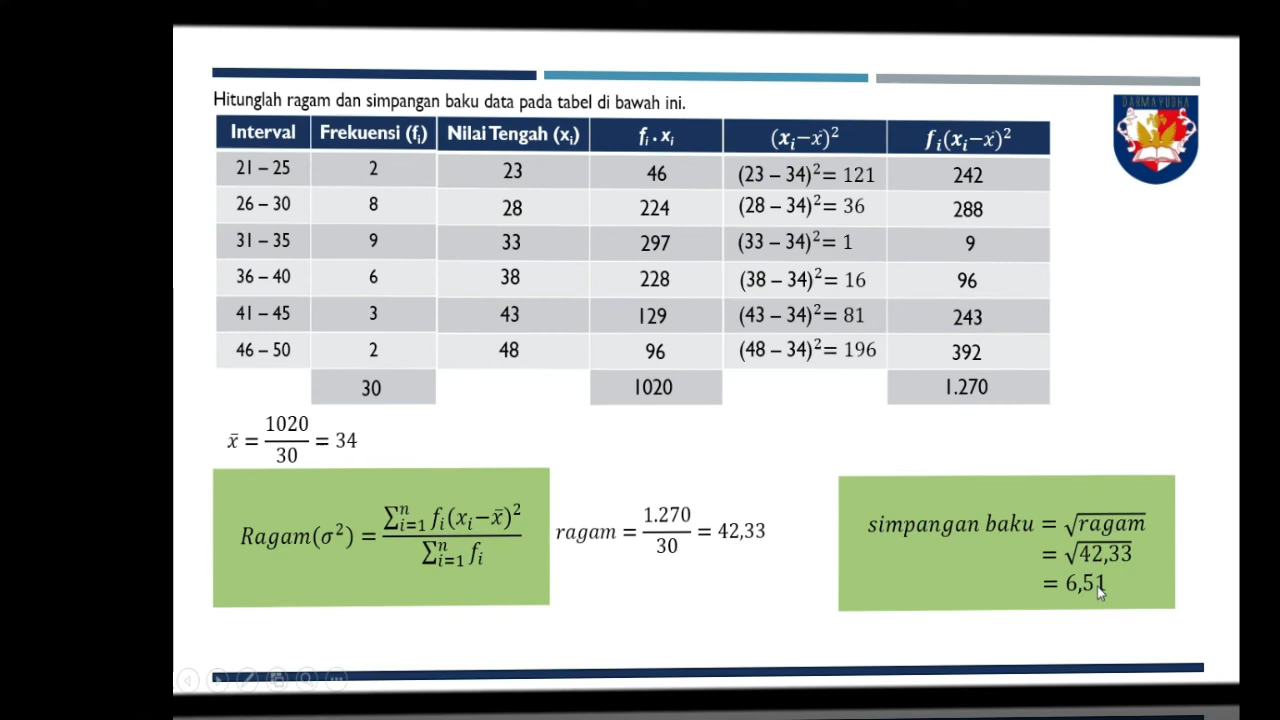 DARMAYUDHA
Hitunglah ragam dan simpangan baku data pada tabel di bawah ini.
Interval Frekuensi (fᵢ) Nilai Tengah (xᵢ) fᵢ . xᵢ (xᵢ−x̄)² fᵢ(xᵢ−x̄)²
21 – 25 2 23 46 (23 – 34)²= 121 242
26 – 30 8 28 224 (28 – 34)²= 36 288
31 – 35 9 33 297 (33 – 34)²= 1 9
36 – 40 6 38 228 (38 – 34)²= 16 96
41 – 45 3 43 129 (43 – 34)²= 81 243
46 – 50 2 48 96 (48 – 34)²= 196 392
30 1020 1.270
x̄ = 1020/30 = 34
Ragam(σ²) = ∑ⁿᵢ₌₁ fᵢ(xᵢ−x̄)² / ∑ⁿᵢ₌₁ fᵢ
ragam = 1.270/30 = 42,33
simpangan baku = √ragam
= √42,33
= 6,51